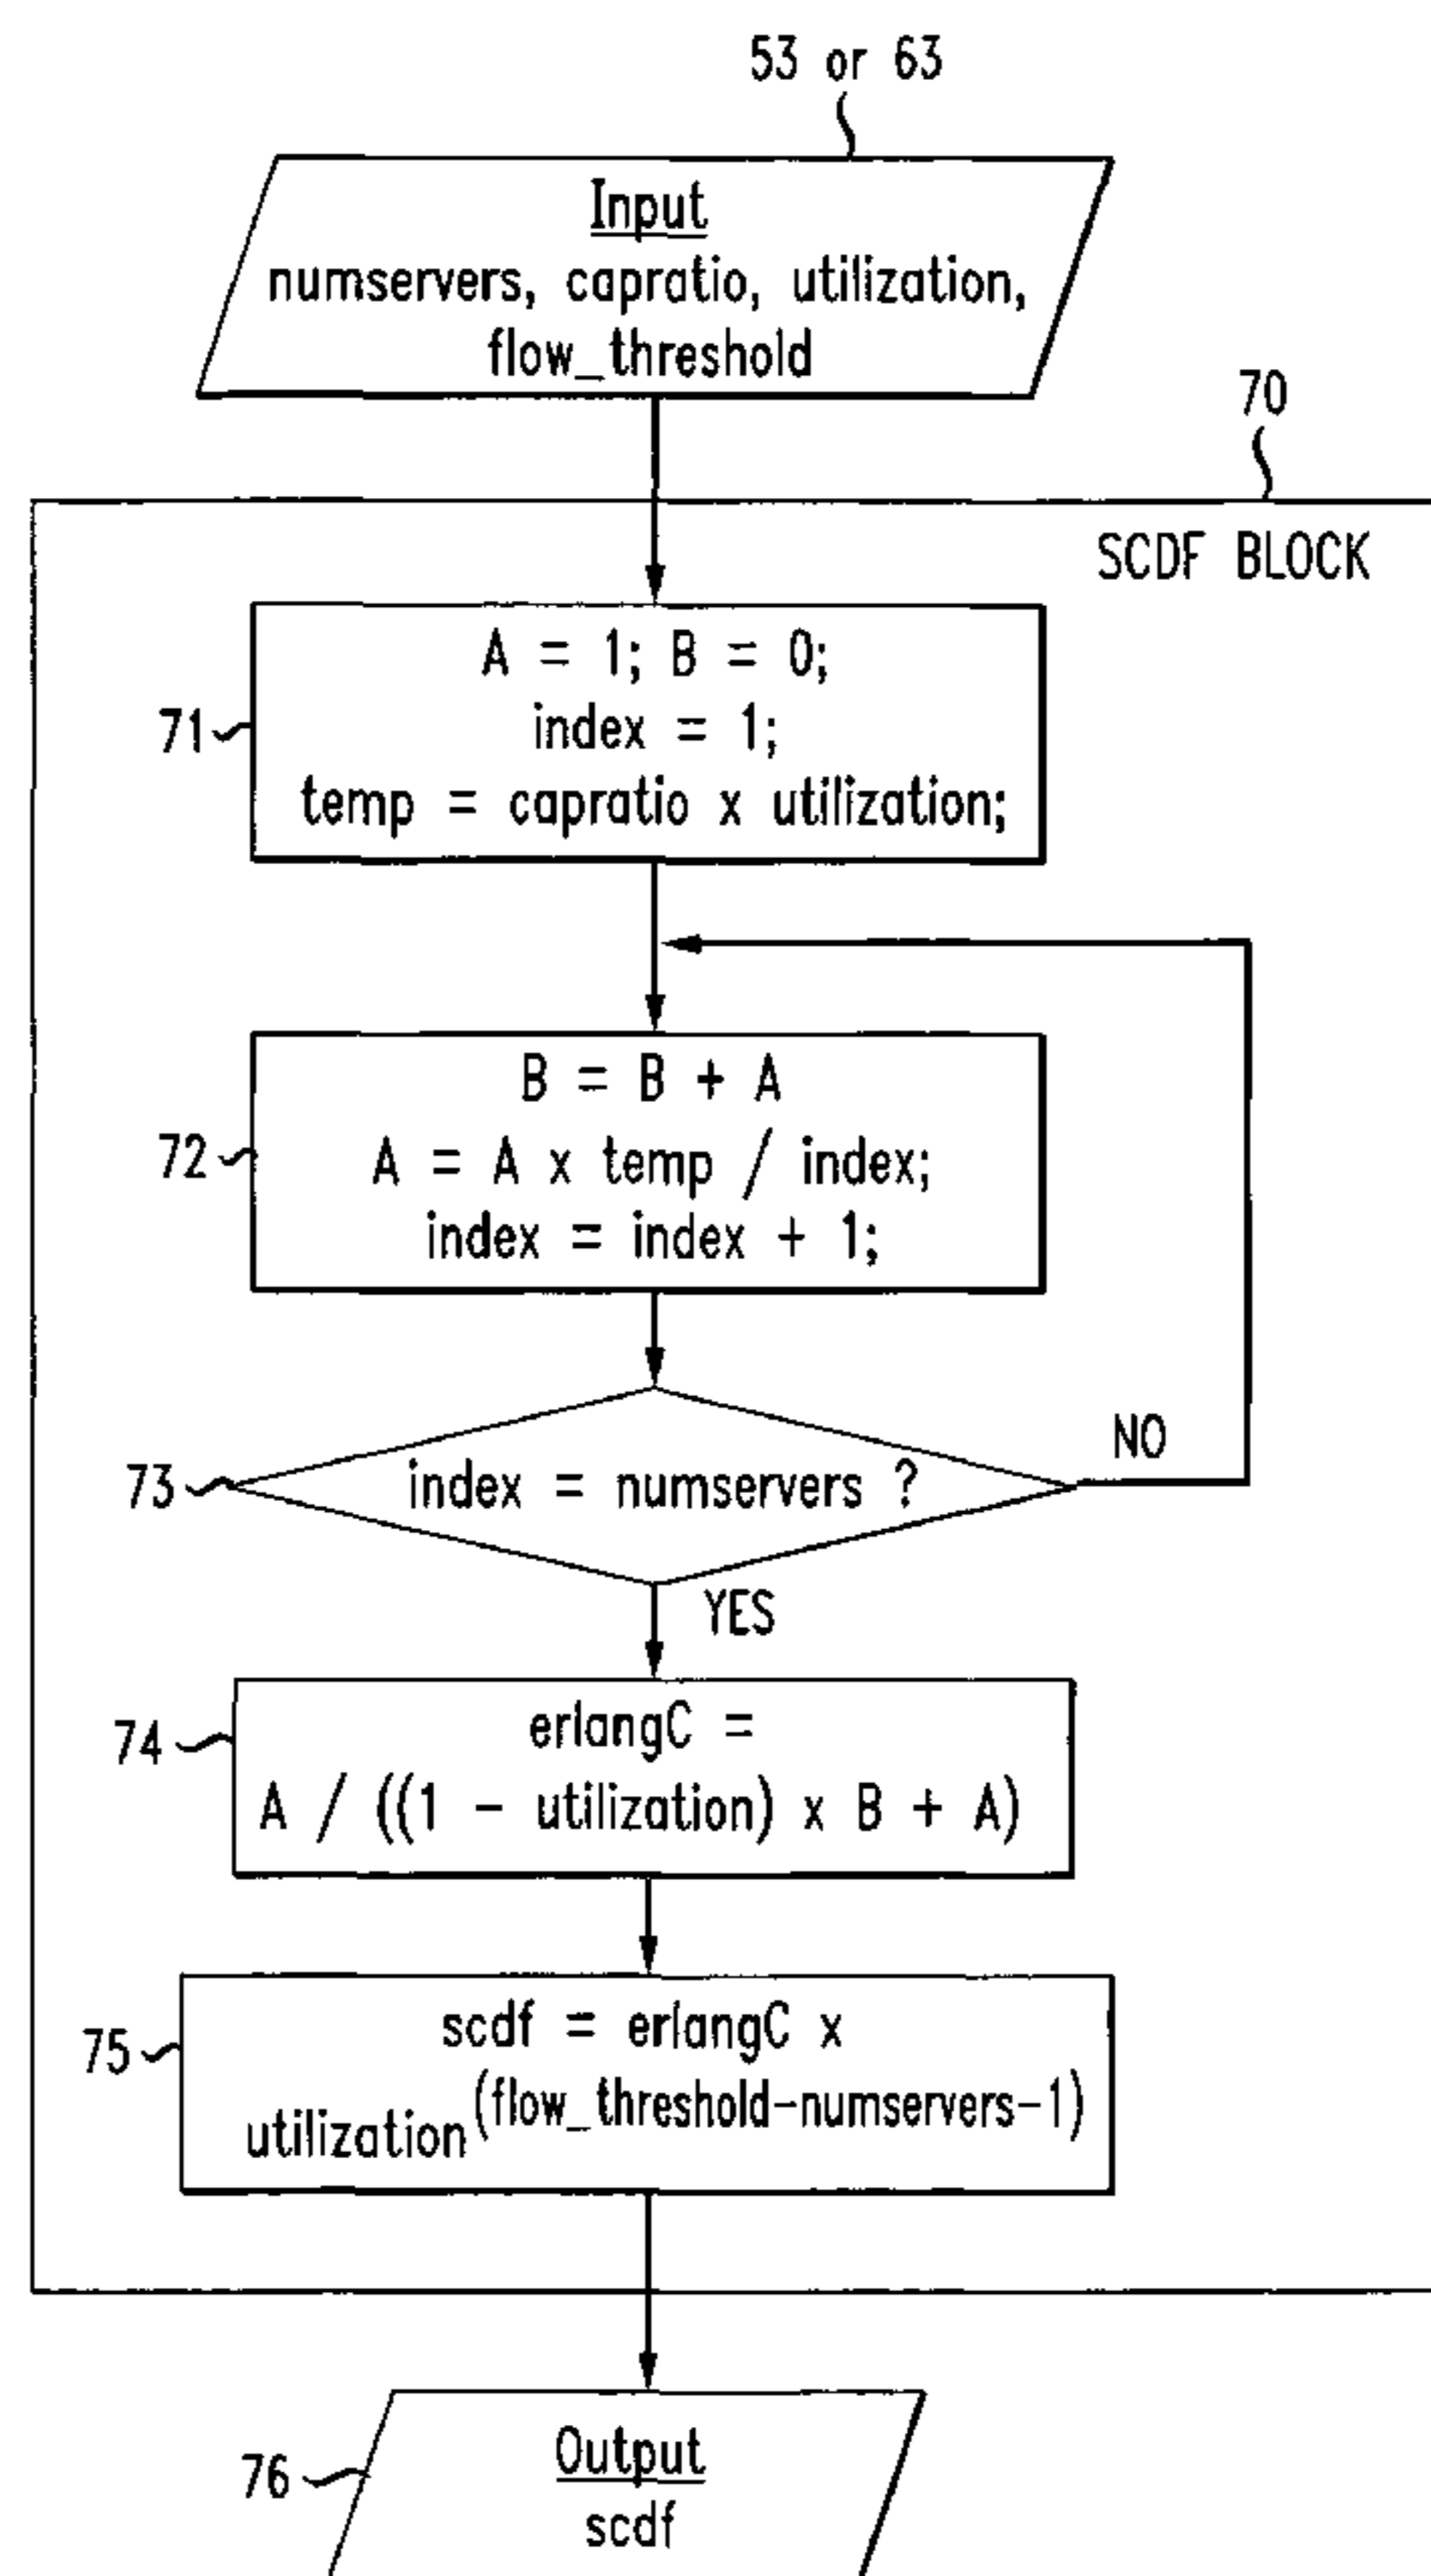 53 or 63
Input
numservers, capratio, utilization,
flow_threshold
70
SCDF BLOCK
71
A = 1; B = 0;
index = 1;
temp = capratio x utilization;
72
B = B + A
A = A x temp / index;
index = index + 1;
73
index = numservers ?
NO
YES
74
erlangC =
A / ((1 - utilization) x B + A)
75
scdf = erlangC x
utilization(flow_threshold-numservers-1)
76
Output
scdf